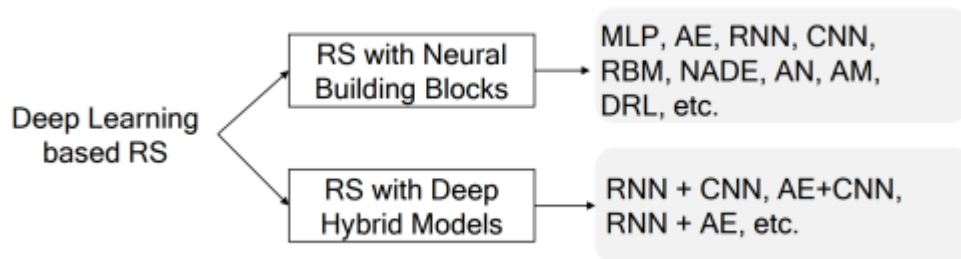 Deep Learning
based RS
RS with Neural
Building Blocks
MLP, AE, RNN, CNN,
RBM, NADE, AN, AM,
DRL, etc.
RS with Deep
Hybrid Models
RNN + CNN, AE+CNN,
RNN + AE, etc.